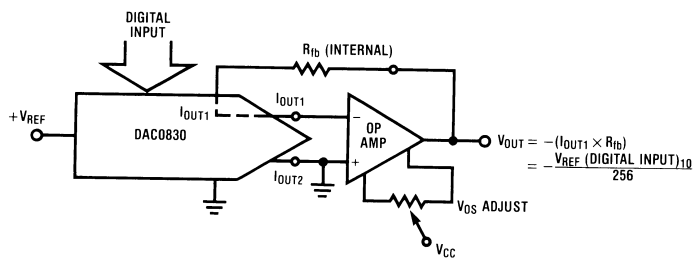 DIGITAL
INPUT
Rfb (INTERNAL)
IOUT1
IOUT1
+VREF
DAC0830
−
OP
AMP
+
IOUT2
VOUT = −(IOUT1 × Rfb)
= − VREF (DIGITAL INPUT)10
256
VOS ADJUST
VCC